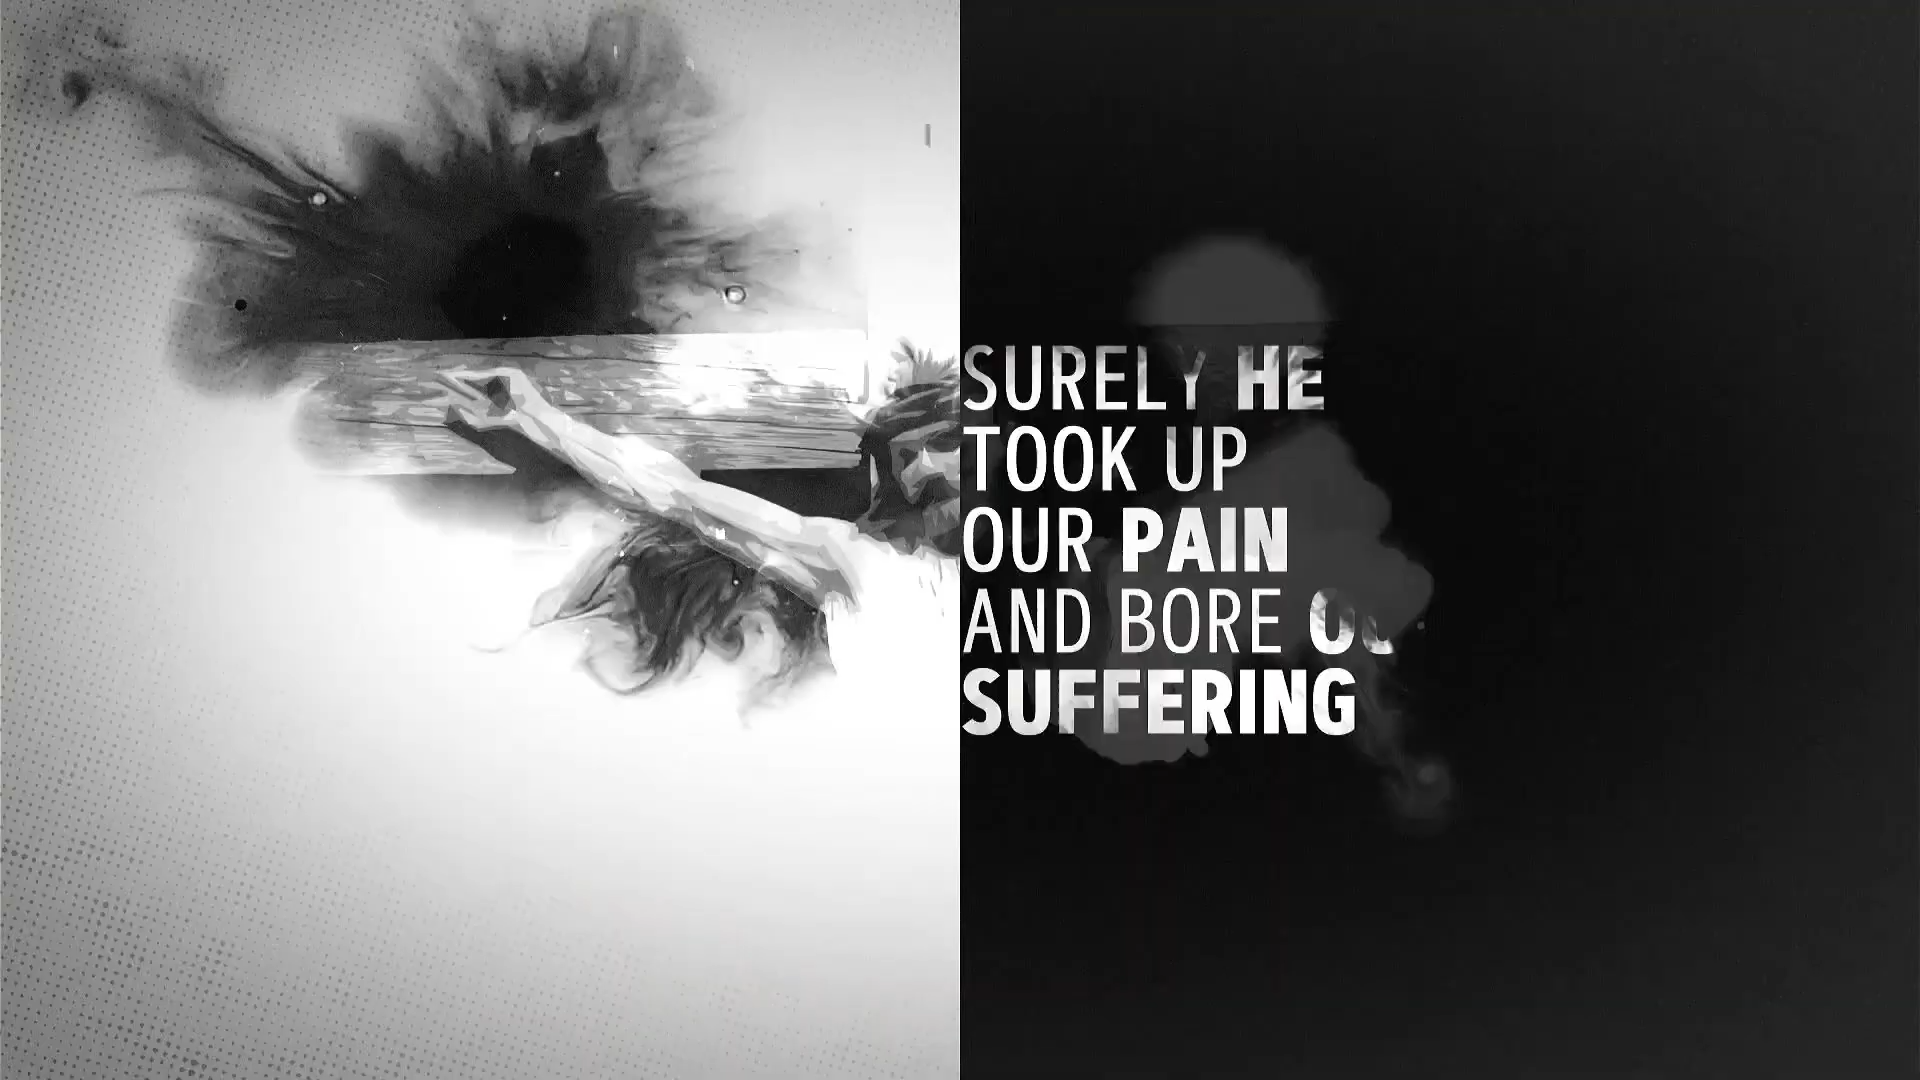 SURELY HE
TOOK UP
OUR PAIN
AND BORE
SUFFERING